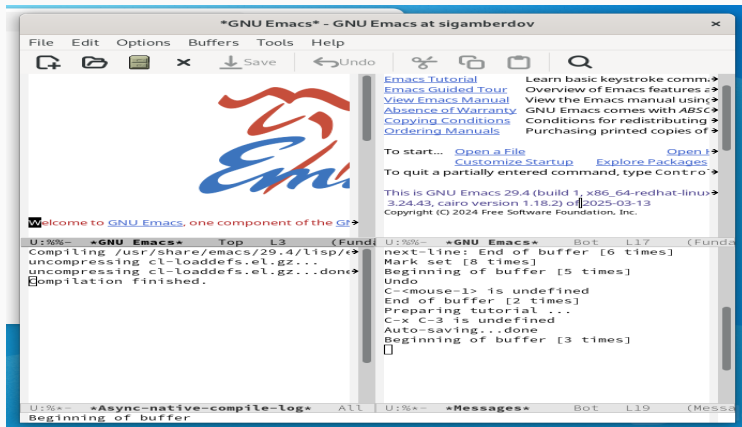 *GNU Emacs* - GNU Emacs at sigamberdov
File Edit Options Buffers Tools Help
Save Undo
Emacs
Welcome to GNU Emacs, one component of the
U:%%- *GNU Emacs* Top L3 (Fund
Emacs Tutorial Learn basic keystroke comm
Emacs Guided Tour Overview of Emacs features
View Emacs Manual View the Emacs manual using
Absence of Warranty GNU Emacs comes with ABSO
Copying Conditions Conditions for redistributing
Ordering Manuals Purchasing printed copies of
To start... Open a File Open
Customize Startup Explore Packages
To quit a partially entered command, type Contro
This is GNU Emacs 29.4 (build 1, x86_64-redhat-linu
3.24.43, cairo version 1.18.2) of 2025-03-13
Copyright (C) 2024 Free Software Foundation, Inc.
U:%%- *GNU Emacs* Bot L17 (Funda
Compiling /usr/share/emacs/29.4/lisp/
uncompressing cl-loaddefs.el.gz...
uncompressing cl-loaddefs.el.gz...done
Compilation finished.
U:%*- *Async-native-compile-log* All
next-line: End of buffer [6 times]
Mark set [8 times]
Beginning of buffer [5 times]
Undo
C-<mouse-1> is undefined
End of buffer [2 times]
Preparing tutorial ...
C-x C-3 is undefined
Auto-saving...done
Beginning of buffer [3 times]
U:%*- *Messages* Bot L19 (Messa
Beginning of buffer